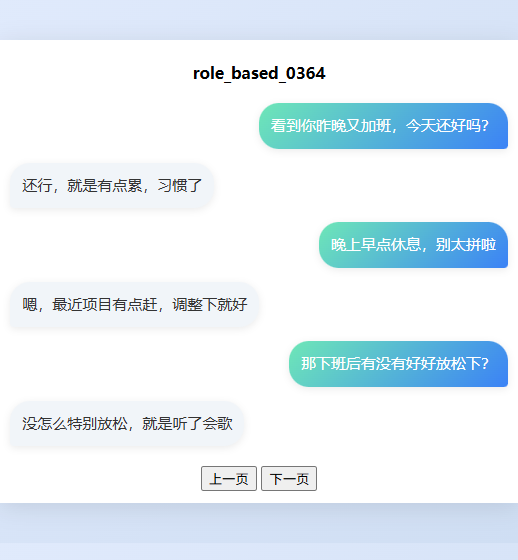 role_based_0364
看到你昨晚又加班，今天还好吗？
还行，就是有点累，习惯了
晚上早点休息，别太拼啦
嗯，最近项目有点赶，调整下就好
那下班后有没有好好放松下？
没怎么特别放松，就是听了会歌
上一页 下一页